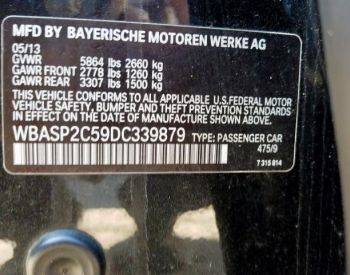 MFD BY BAYERISCHE MOTOREN WERKE AG
05/13
GVWR 5864 lbs 2660 kg
GAWR FRONT 2778 lbs 1260 kg
GAWR REAR 3307 lbs 1500 kg
THIS VEHICLE CONFORMS TO ALL APPLICABLE U.S. FEDERAL MOTOR
VEHICLE SAFETY, BUMPER, AND THEFT PREVENTION STANDARDS
IN EFFECT ON THE DATE OF MANUFACTURE SHOWN ABOVE.
WBASP2C59DC339879 TYPE: PASSENGER CAR
475/9
7 315 814